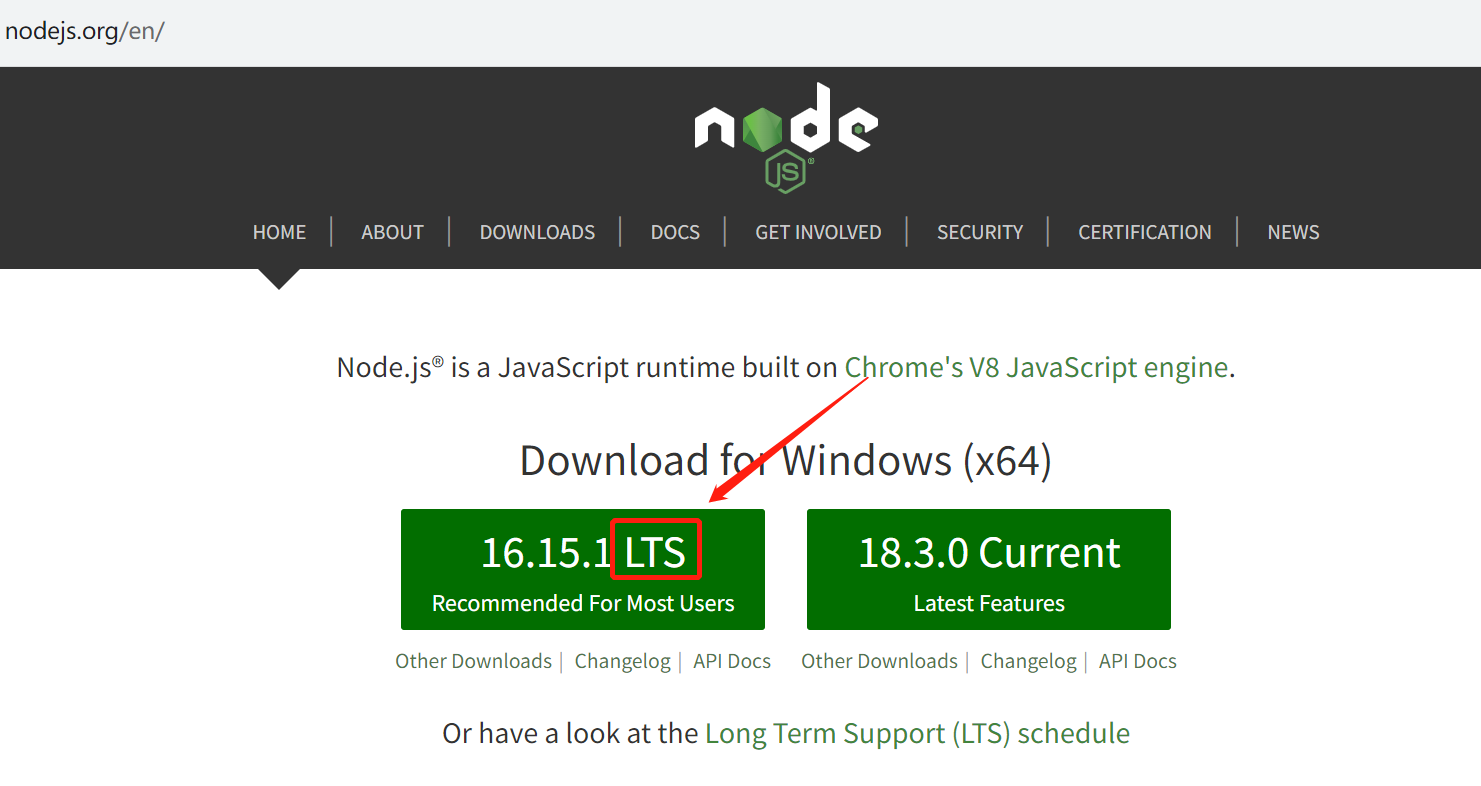 nodejs.org/en/
node
JS®
HOME | ABOUT | DOWNLOADS | DOCS | GET INVOLVED | SECURITY | CERTIFICATION | NEWS
Node.js® is a JavaScript runtime built on Chrome's V8 JavaScript engine.
Download for Windows (x64)
16.15.1 LTS
Recommended For Most Users
18.3.0 Current
Latest Features
Other Downloads | Changelog | API Docs
Other Downloads | Changelog | API Docs
Or have a look at the Long Term Support (LTS) schedule